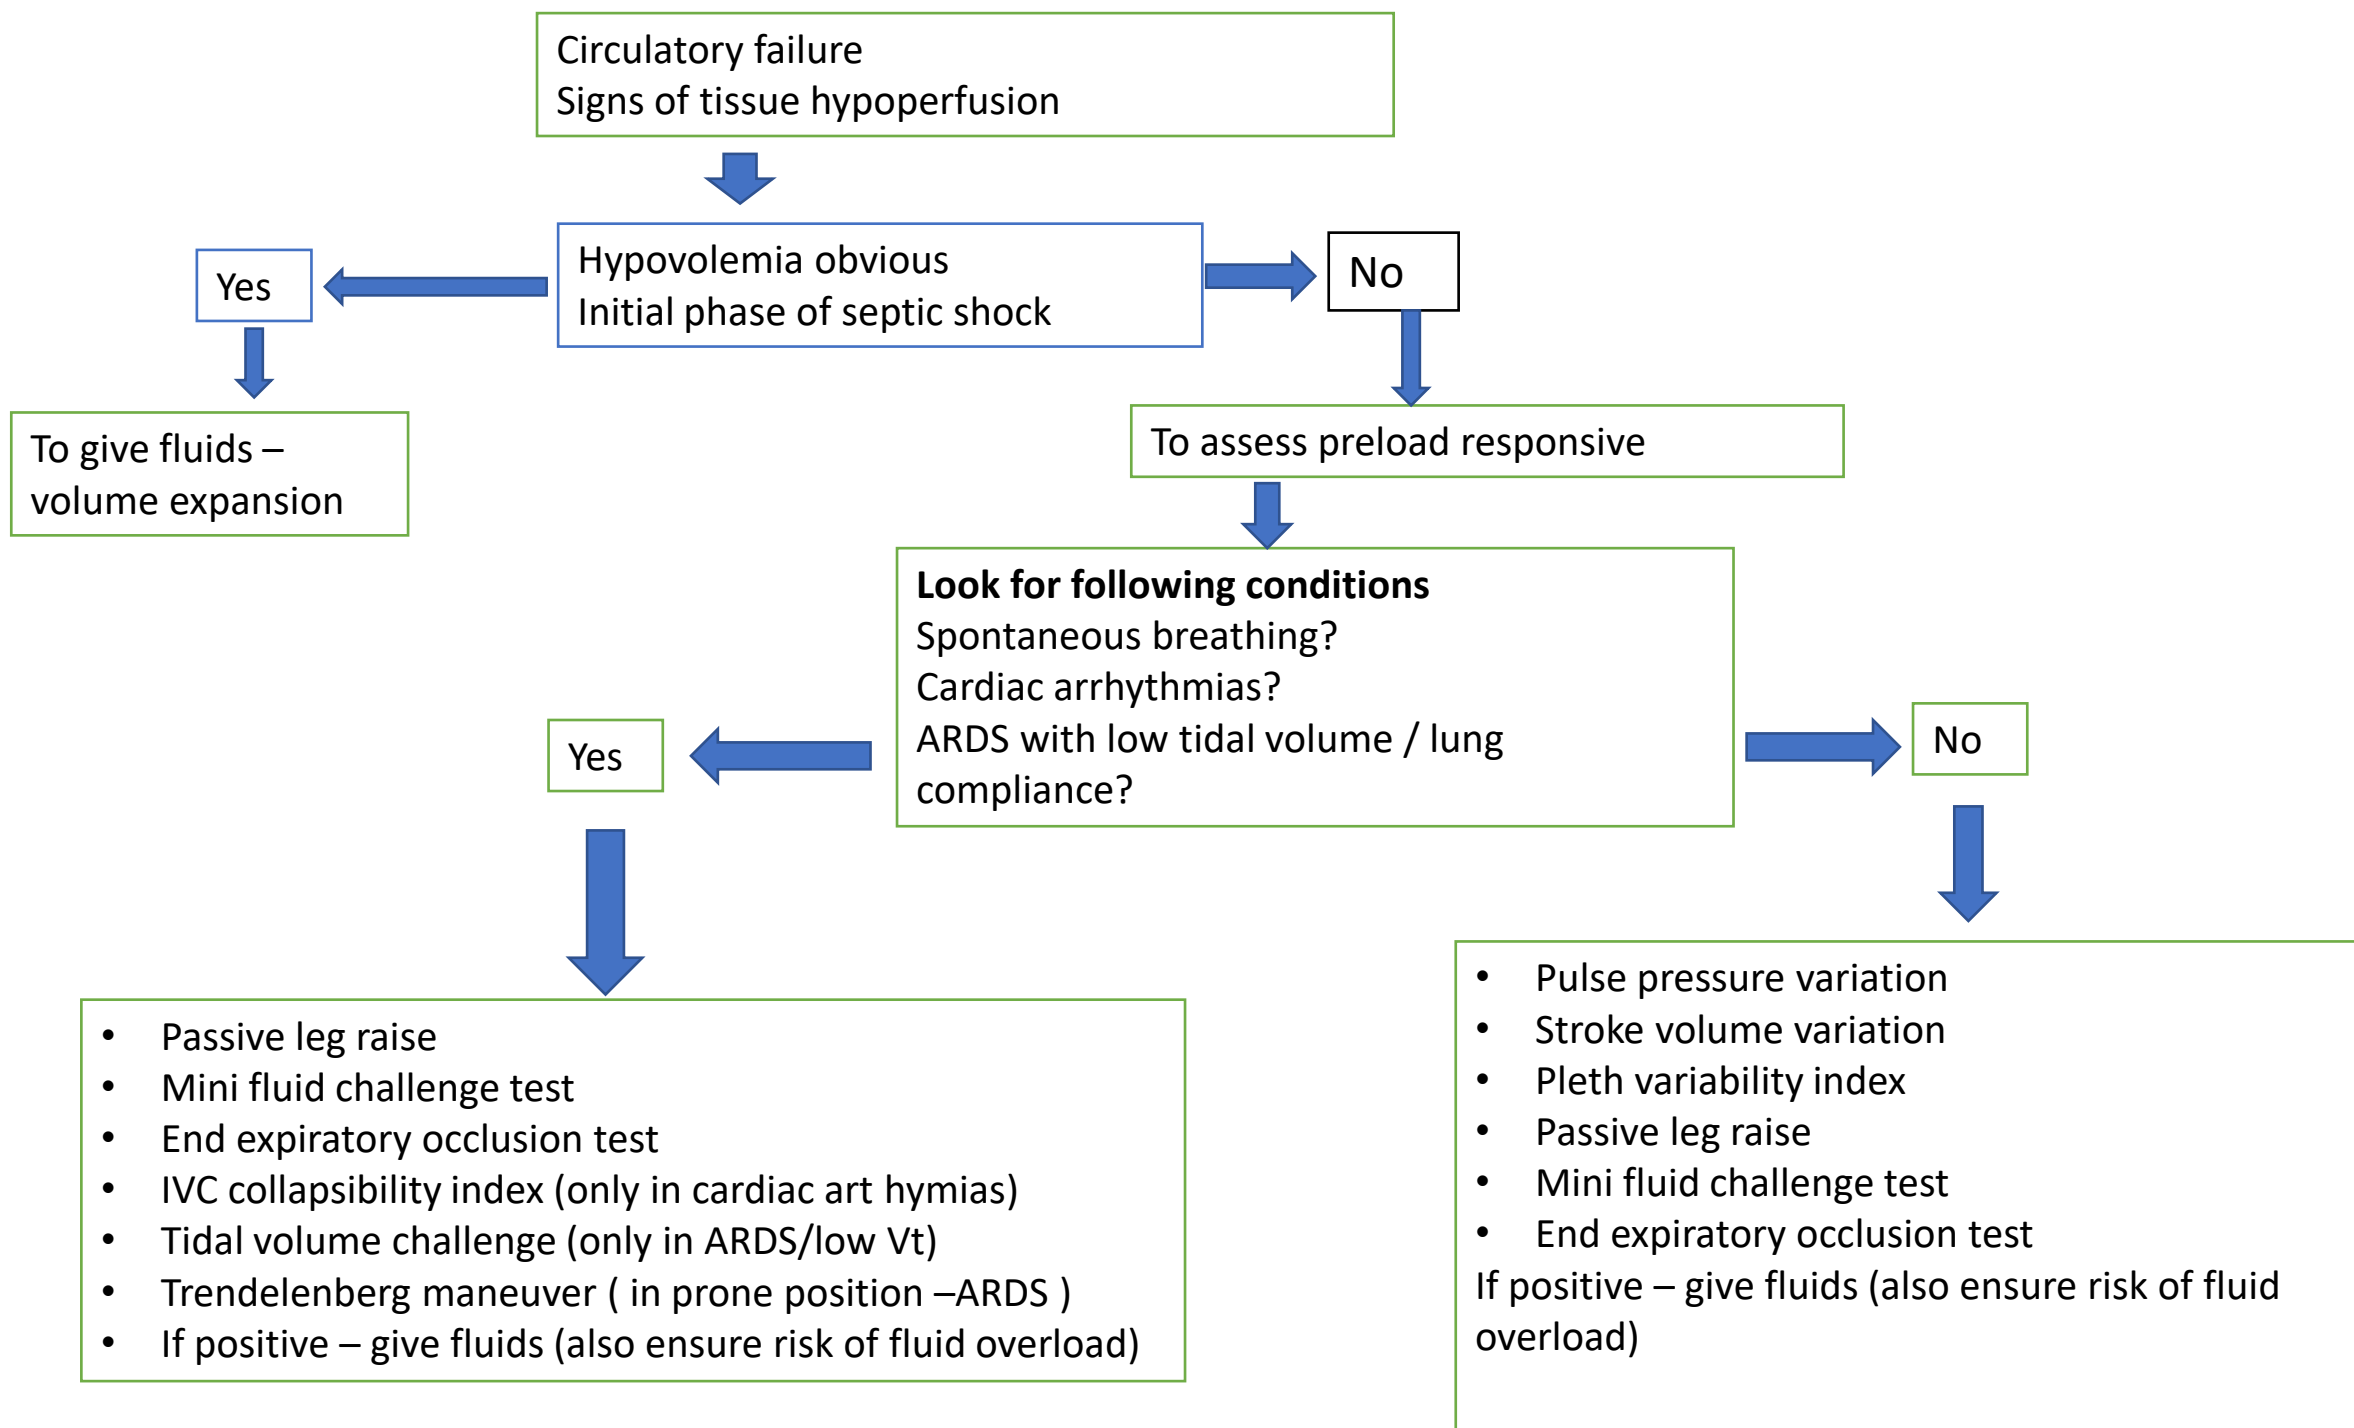 Circulatory failure
Signs of tissue hypoperfusion
Hypovolemia obvious
Initial phase of septic shock
Yes
No
To give fluids –
volume expansion
To assess preload responsive
Look for following conditions
Spontaneous breathing?
Cardiac arrhythmias?
ARDS with low tidal volume / lung
compliance?
Yes
No
• Passive leg raise
• Mini fluid challenge test
• End expiratory occlusion test
• IVC collapsibility index (only in cardiac art hymias)
• Tidal volume challenge (only in ARDS/low Vt)
• Trendelenberg maneuver ( in prone position –ARDS )
• If positive – give fluids (also ensure risk of fluid overload)
• Pulse pressure variation
• Stroke volume variation
• Pleth variability index
• Passive leg raise
• Mini fluid challenge test
• End expiratory occlusion test
If positive – give fluids (also ensure risk of fluid
overload)